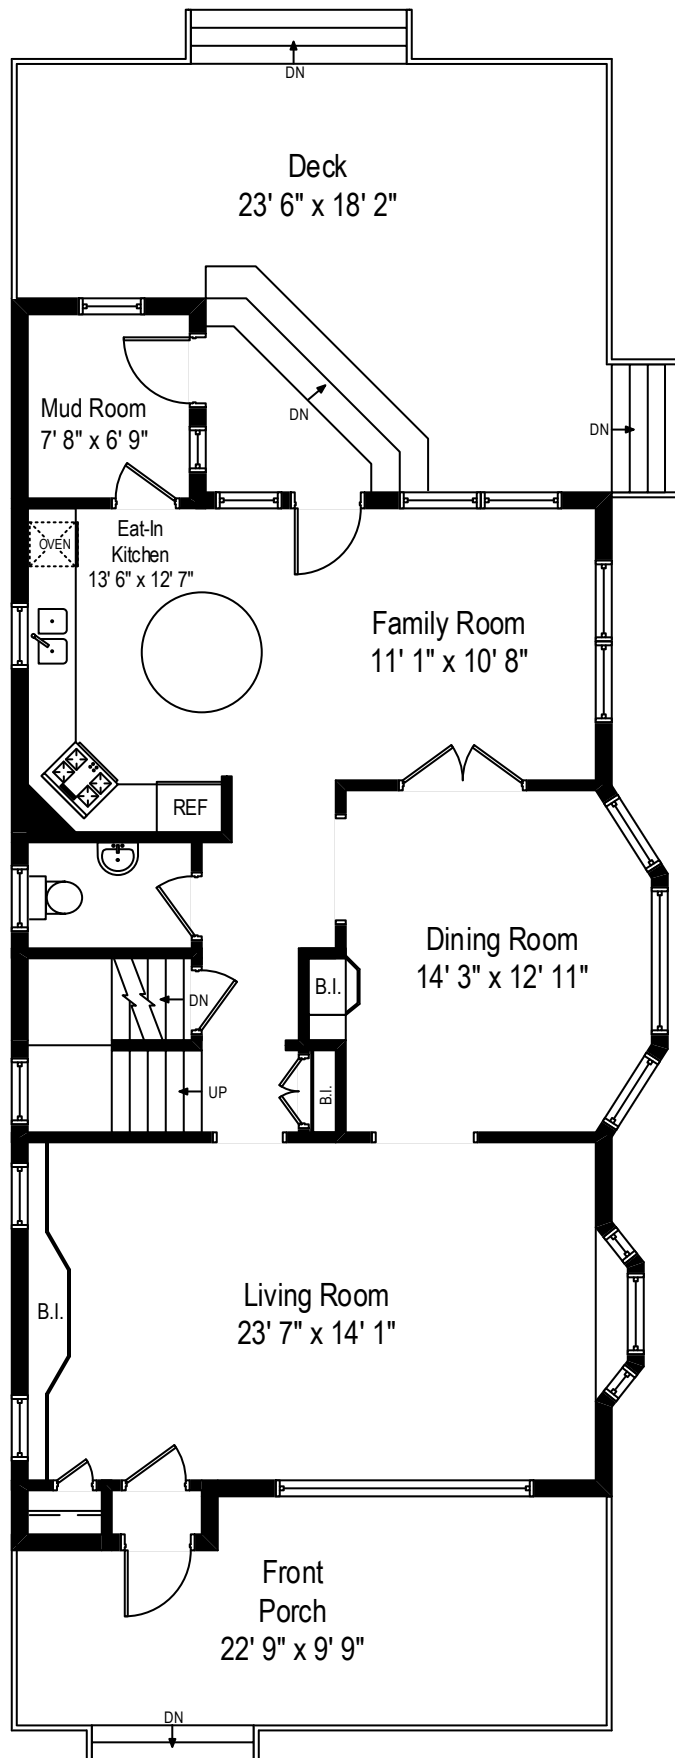 DN
Deck
23' 6" x 18' 2"
DN
DN
Mud Room
7' 8" x 6' 9"
OVEN
Eat-In
Kitchen
13' 6" x 12' 7"
Family Room
11' 1" x 10' 8"
REF
Dining Room
14' 3" x 12' 11"
B.I.
DN
UP
B.I.
Living Room
23' 7" x 14' 1"
B.I.
Front
Porch
22' 9" x 9' 9"
DN